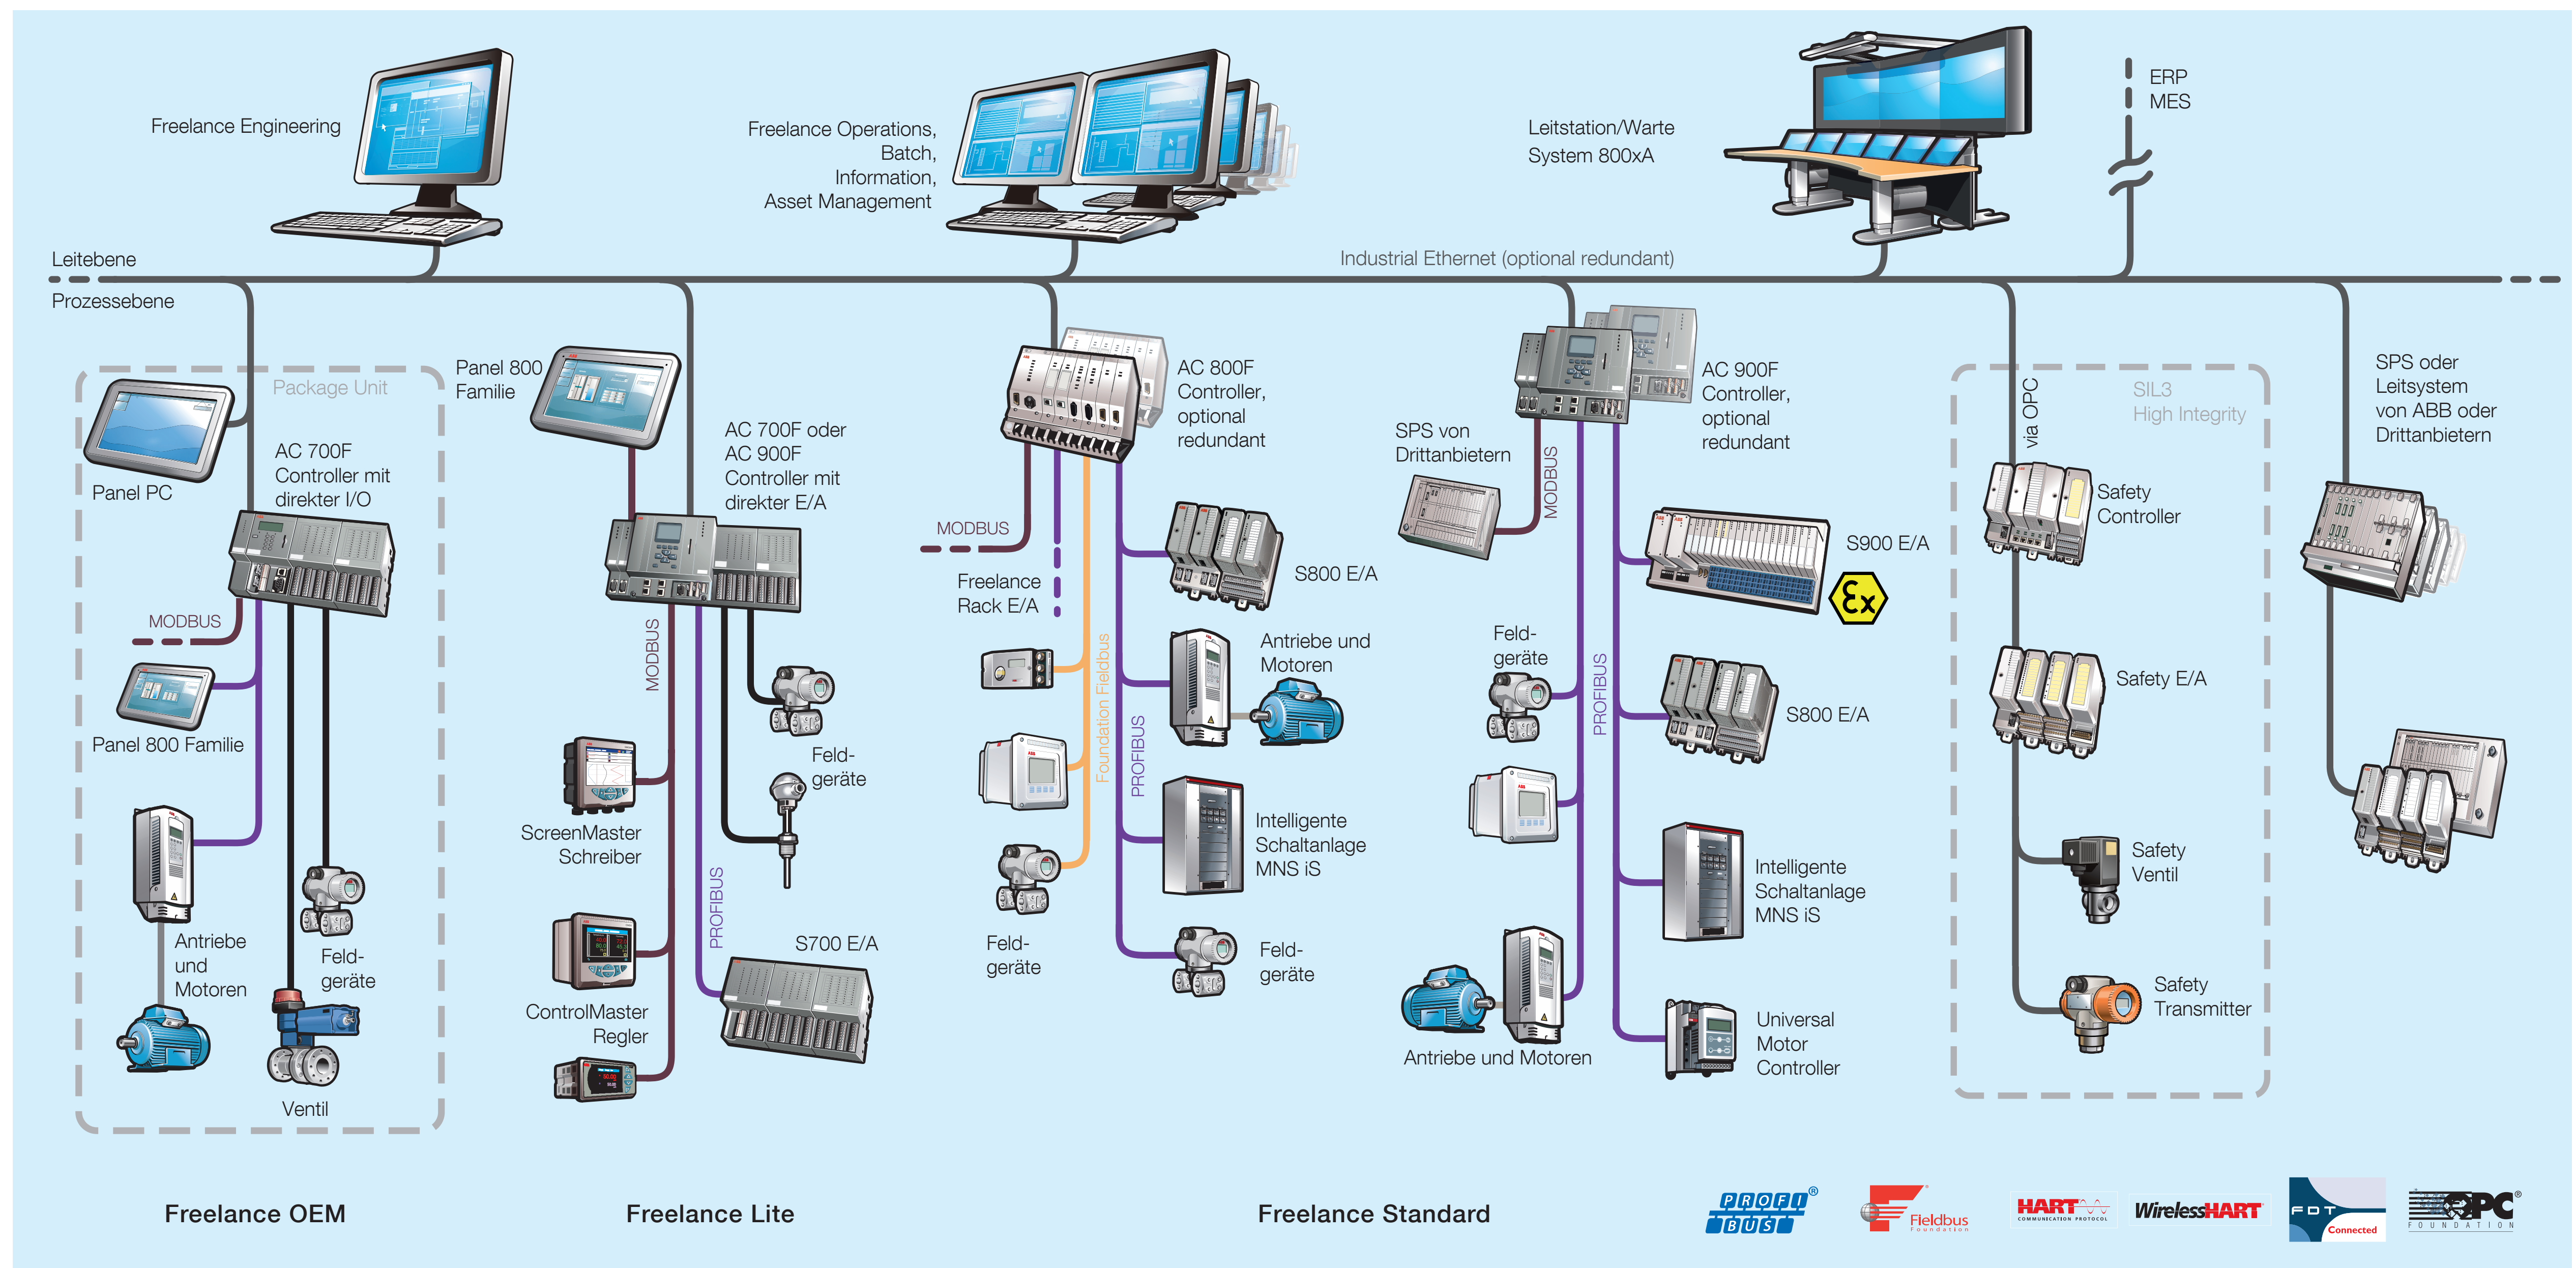 Freelance Engineering
Freelance Operations,
Batch,
Information,
Asset Management
Leitstation/Warte
System 800xA
ERP
MES
Leitebene
Industrial Ethernet (optional redundant)
Prozessebene
Package Unit
Panel PC
AC 700F
Controller mit
direkter I/O
MODBUS
Panel 800 Familie
Antriebe
und
Motoren
Feld-
geräte
Ventil
Panel 800
Familie
AC 700F oder
AC 900F
Controller mit
direkter E/A
MODBUS
Feld-
geräte
ScreenMaster
Schreiber
PROFIBUS
S700 E/A
ControlMaster
Regler
AC 800F
Controller,
optional
redundant
MODBUS
Freelance
Rack E/A
Foundation Fieldbus
PROFIBUS
S800 E/A
Antriebe und
Motoren
Intelligente
Schaltanlage
MNS iS
Feld-
geräte
Feld-
geräte
AC 900F
Controller,
optional
redundant
SPS von
Drittanbietern
MODBUS
S900 E/A
Ex
Feld-
geräte
PROFIBUS
S800 E/A
Intelligente
Schaltanlage
MNS iS
Antriebe und Motoren
Universal
Motor
Controller
via OPC
SIL3
High Integrity
Safety
Controller
Safety E/A
Safety
Ventil
Safety
Transmitter
SPS oder
Leitsystem
von ABB oder
Drittanbietern
Freelance OEM
Freelance Lite
Freelance Standard
PROFI
BUS®
Fieldbus
Foundation
HART
COMMUNICATION PROTOCOL
WirelessHART
FDT
Connected
OPC®
FOUNDATION